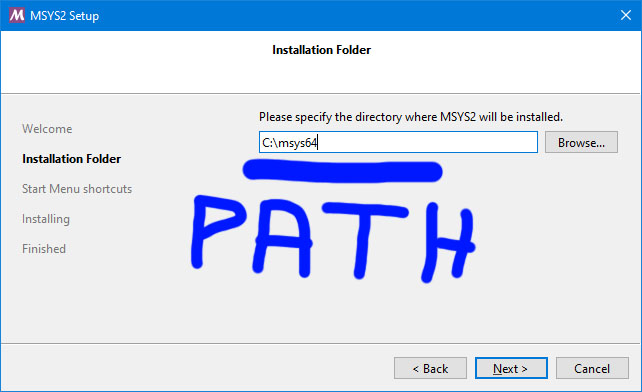 MSYS2 Setup
Installation Folder
Please specify the directory where MSYS2 will be installed.
C:\msys64
Browse...
Welcome
Installation Folder
Start Menu shortcuts
Installing
Finished
PATH
< Back
Next >
Cancel